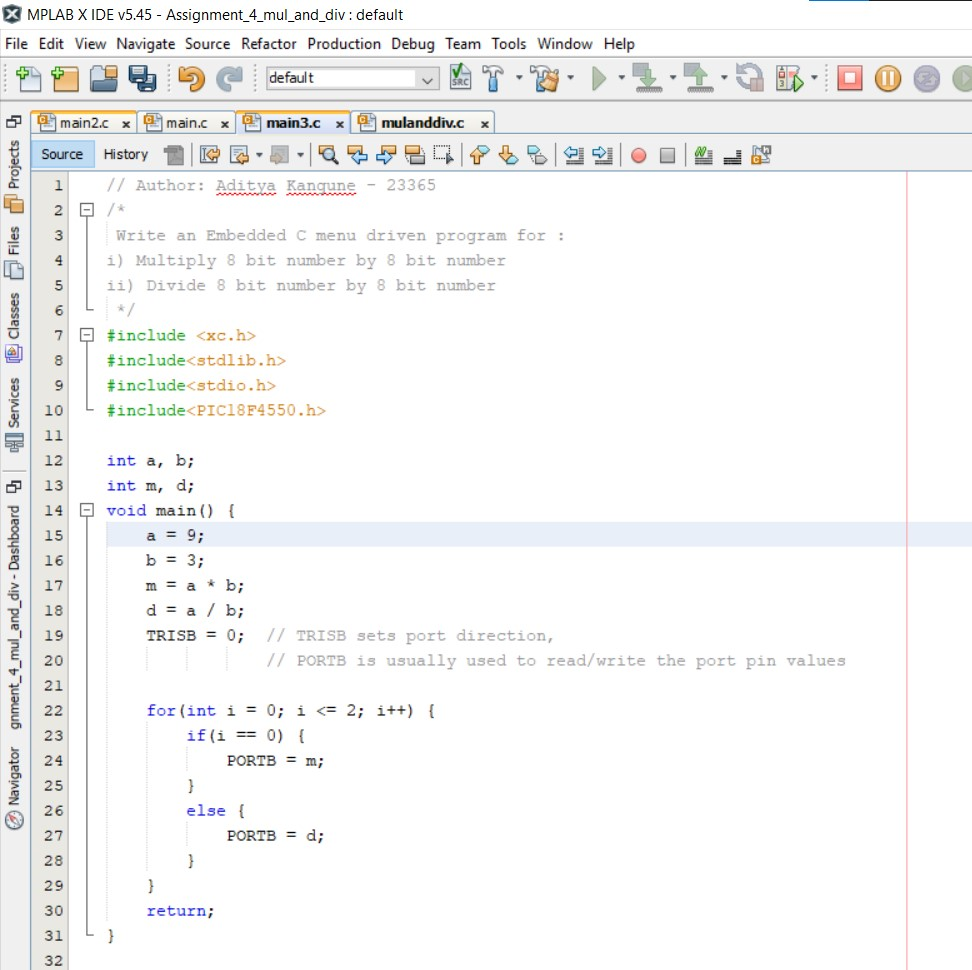 MPLAB X IDE v5.45 - Assignment_4_mul_and_div : default
File Edit View Navigate Source Refactor Production Debug Team Tools Window Help
default
main2.c x main.c x main3.c x mulanddiv.c x
Source History
Projects
Files
Classes
Services
gnment_4_mul_and_div - Dashboard
Navigator
1 // Author: Aditya Kangune - 23365
2 /*
3 Write an Embedded C menu driven program for :
4 i) Multiply 8 bit number by 8 bit number
5 ii) Divide 8 bit number by 8 bit number
6 */
7 #include <xc.h>
8 #include<stdlib.h>
9 #include<stdio.h>
10 #include<PIC18F4550.h>
11
12 int a, b;
13 int m, d;
14 void main() {
15 a = 9;
16 b = 3;
17 m = a * b;
18 d = a / b;
19 TRISB = 0; // TRISB sets port direction,
20 // PORTB is usually used to read/write the port pin values
21
22 for(int i = 0; i <= 2; i++) {
23 if(i == 0) {
24 PORTB = m;
25 }
26 else {
27 PORTB = d;
28 }
29 }
30 return;
31 }
32